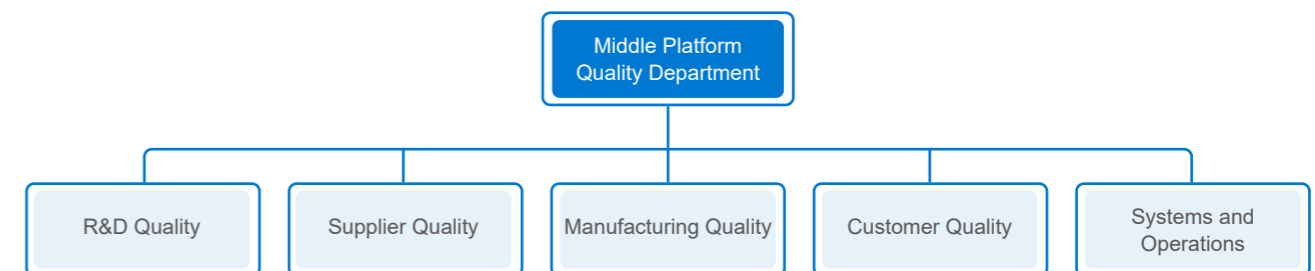 Middle Platform
Quality Department
R&D Quality
Supplier Quality
Manufacturing Quality
Customer Quality
Systems and
Operations